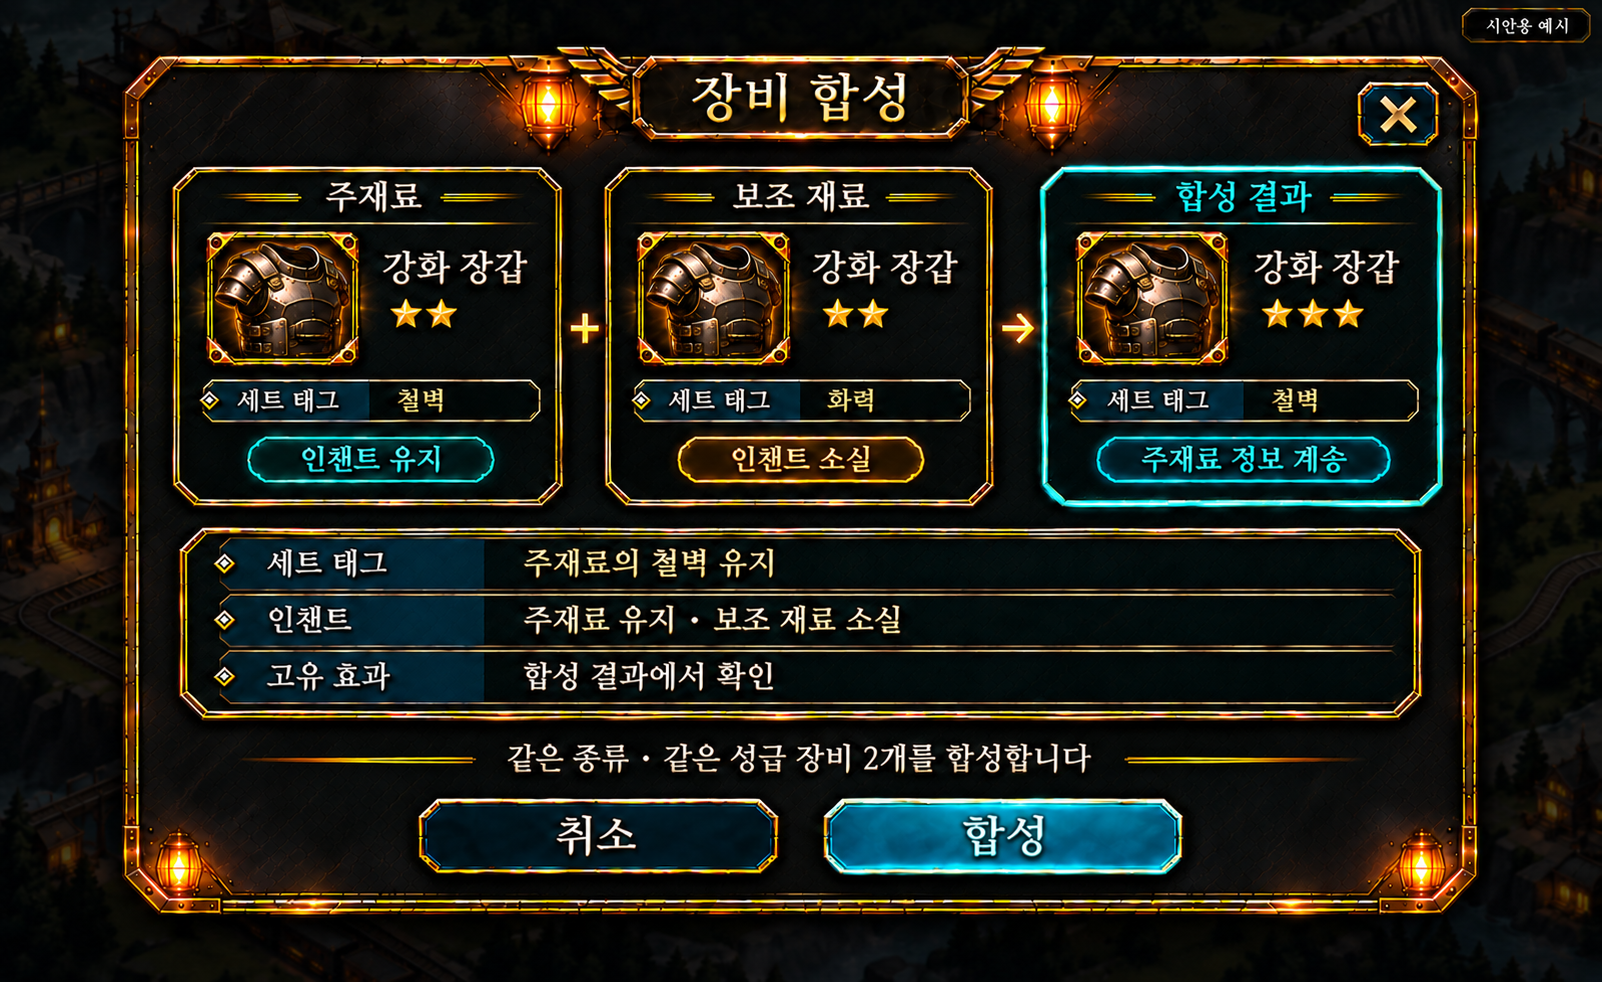 시안용 예시
장비 합성
주재료
강화 장갑
세트 태그 철벽
인챈트 유지
+
보조 재료
강화 장갑
세트 태그 화력
인챈트 소실
합성 결과
강화 장갑
세트 태그 철벽
주재료 정보 계송
세트 태그 주재료의 철벽 유지
인챈트 주재료 유지 • 보조 재료 소실
고유 효과 합성 결과에서 확인
같은 종류 • 같은 성급 장비 2개를 합성합니다
취소
합성